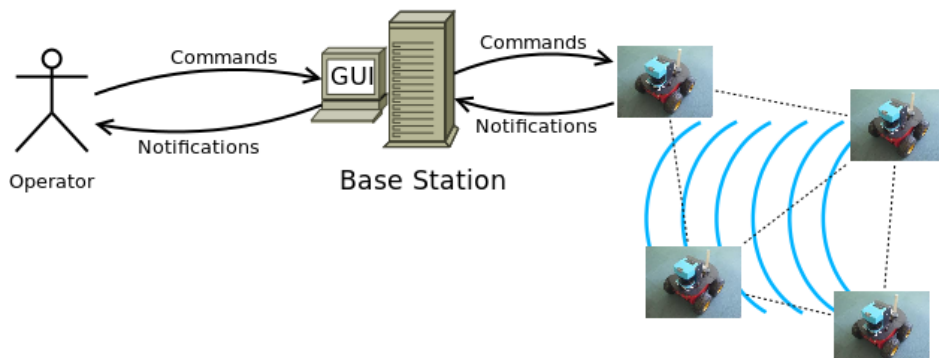 Commands
GUI
Notifications
Operator
Base Station
Commands
Notifications